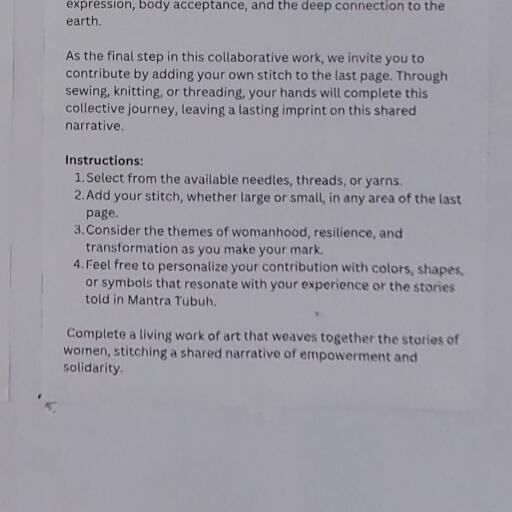 expression, body acceptance, and the deep connection to the
earth.
As the final step in this collaborative work, we invite you to
contribute by adding your own stitch to the last page. Through
sewing, knitting, or threading, your hands will complete this
collective journey, leaving a lasting imprint on this shared
narrative.
Instructions:
1. Select from the available needles, threads, or yarns.
2. Add your stitch, whether large or small, in any area of the last
page.
3. Consider the themes of womanhood, resilience, and
transformation as you make your mark.
4. Feel free to personalize your contribution with colors, shapes,
or symbols that resonate with your experience or the stories
told in Mantra Tubuh.
Complete a living work of art that weaves together the stories of
women, stitching a shared narrative of empowerment and
solidarity.